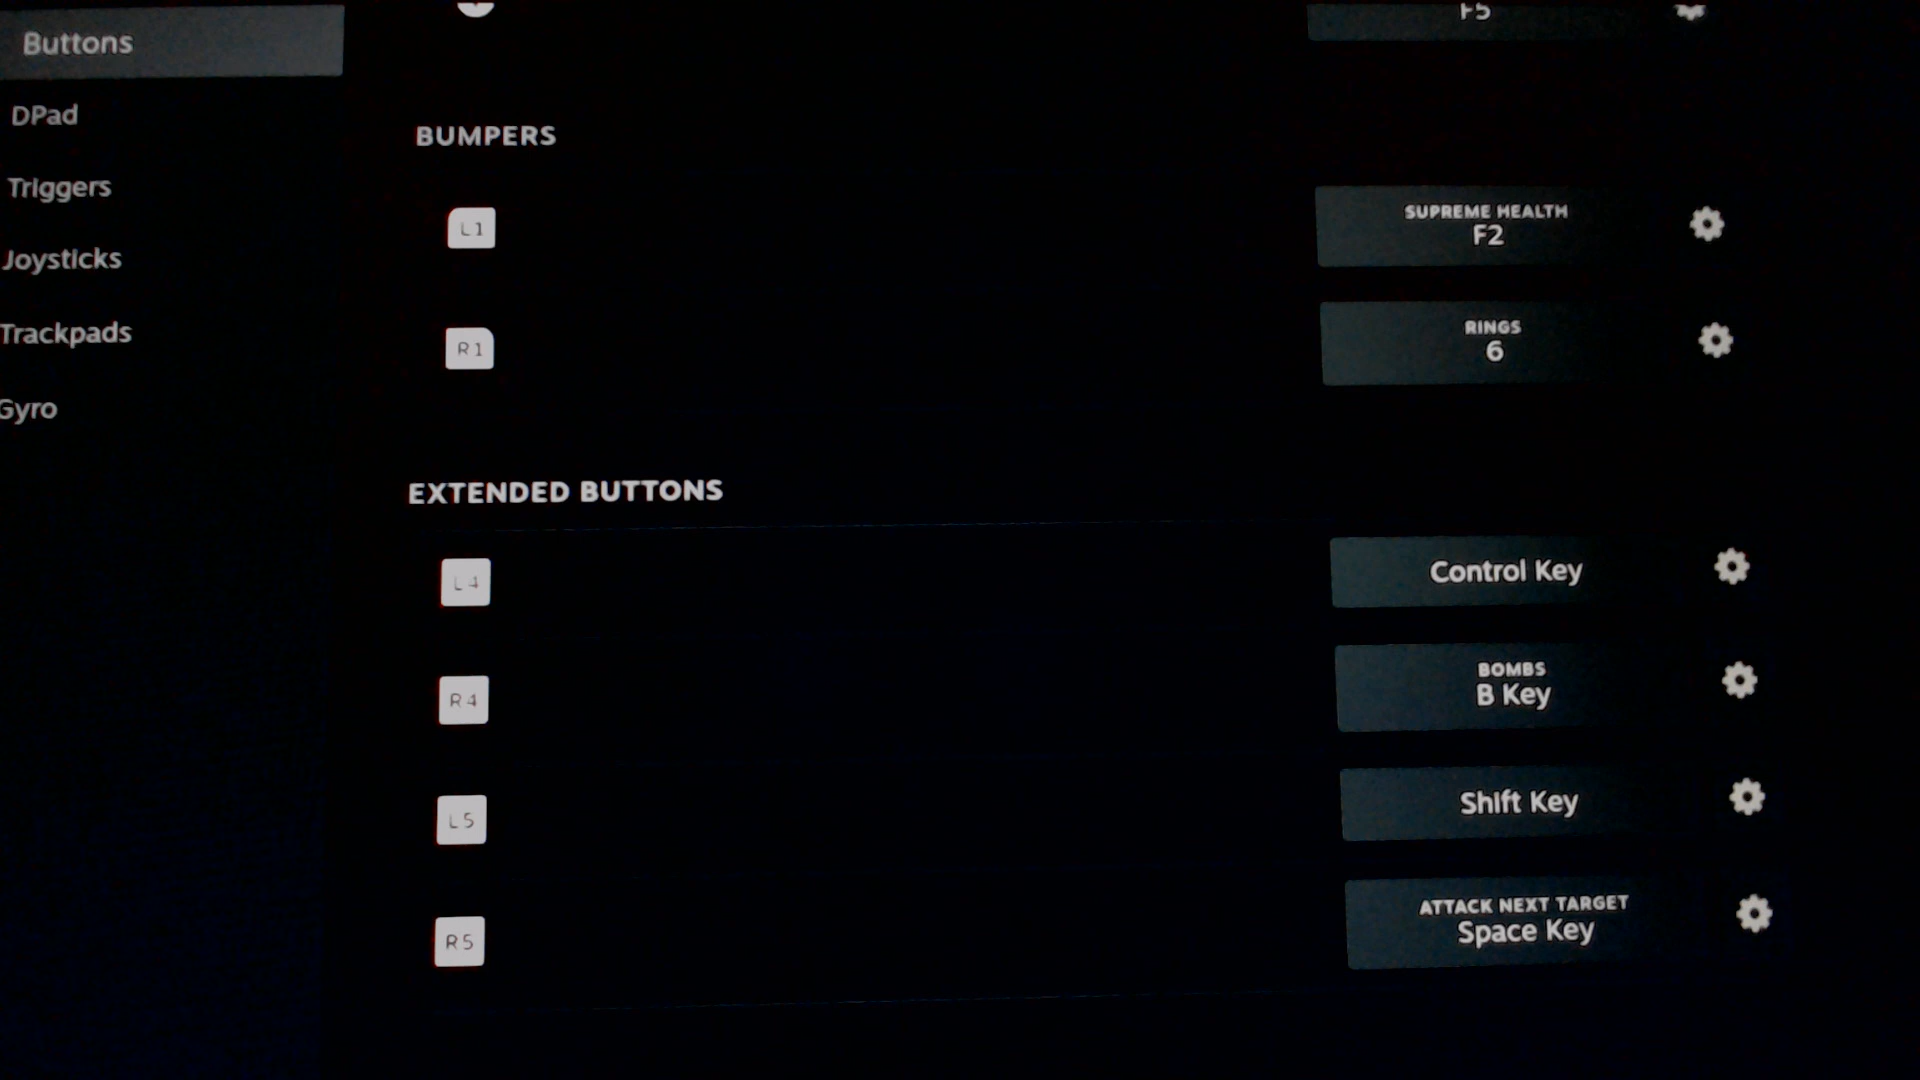 Buttons
F5
DPad
BUMPERS
Triggers
L1
SUPREME HEALTH
F2
Joysticks
Trackpads
R1
RINGS
6
Gyro
EXTENDED BUTTONS
L4
Control Key
R4
BOMBS
B Key
L5
Shift Key
R5
ATTACK NEXT TARGET
Space Key